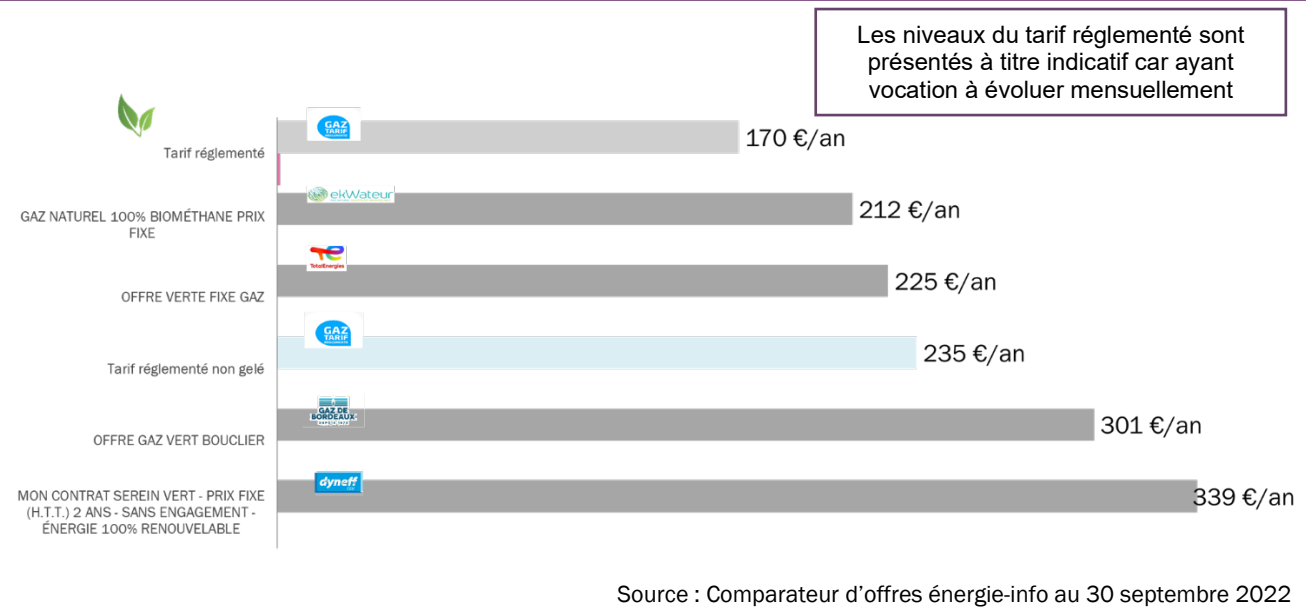 Les niveaux du tarif réglementé sont
présentés à titre indicatif car ayant
vocation à évoluer mensuellement
GAZ
TARIF
Tarif réglementé
170 €/an
ekWateur
GAZ NATUREL 100% BIOMÉTHANE PRIX
FIXE
212 €/an
TotalEnergies
OFFRE VERTE FIXE GAZ
225 €/an
GAZ
TARIF
Tarif réglementé non gelé
235 €/an
GAZ DE
BORDEAUX
OFFRE GAZ VERT BOUCLIER
301 €/an
dyneff
MON CONTRAT SEREIN VERT - PRIX FIXE
(H.T.T.) 2 ANS - SANS ENGAGEMENT -
ÉNERGIE 100% RENOUVELABLE
339 €/an
Source : Comparateur d'offres énergie-info au 30 septembre 2022